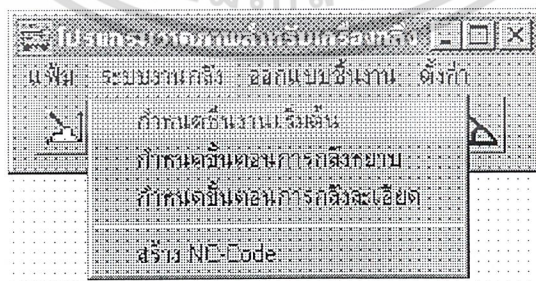 โปรแกรมวาดภาพสำหรับเครื่องกลึง
แฟ้ม ระบบงานกลึง ออกแบบชิ้นงาน ตั้งค่า
กำหนดชิ้นงานเริ่มต้น
กำหนดขั้นตอนการกลึงหยาบ
กำหนดขั้นตอนการกลึงละเอียด
สร้าง NC-Code